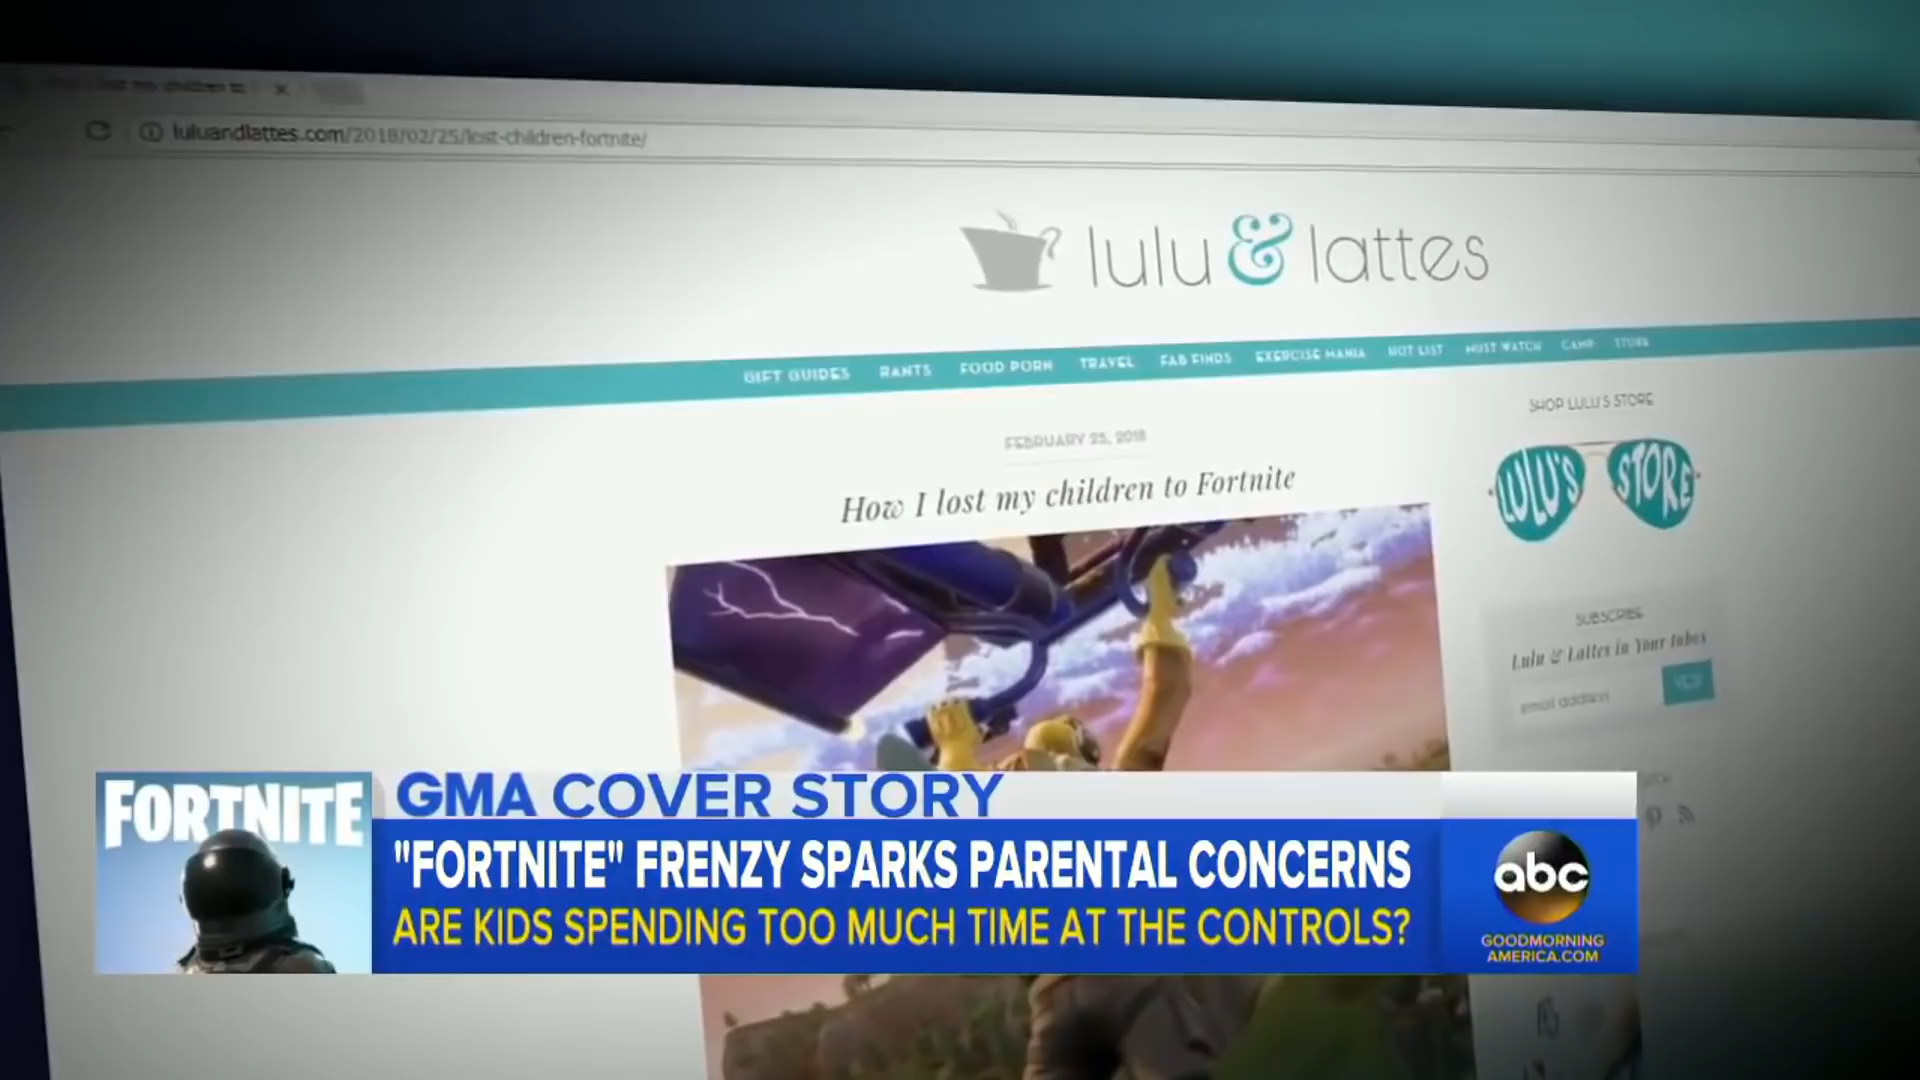 luluandlattes.com/2018/02/25/lost-children-fortnite/
lulu & lattes
GIFT GUIDES RANTS FOOD PORN TRAVEL FAB FINDS EXERCISE MANIA HOT LIST MUST WATCH CAMP STORE
FEBRUARY 25, 2018
How I lost my children to Fortnite
SHOP LULU'S STORE
LULU'S STORE
SUBSCRIBE
Lulu & Lattes in Your Inbox
email address
YES!
FORTNITE
GMA COVER STORY
"FORTNITE" FRENZY SPARKS PARENTAL CONCERNS
ARE KIDS SPENDING TOO MUCH TIME AT THE CONTROLS?
abc
GOODMORNING
AMERICA.COM